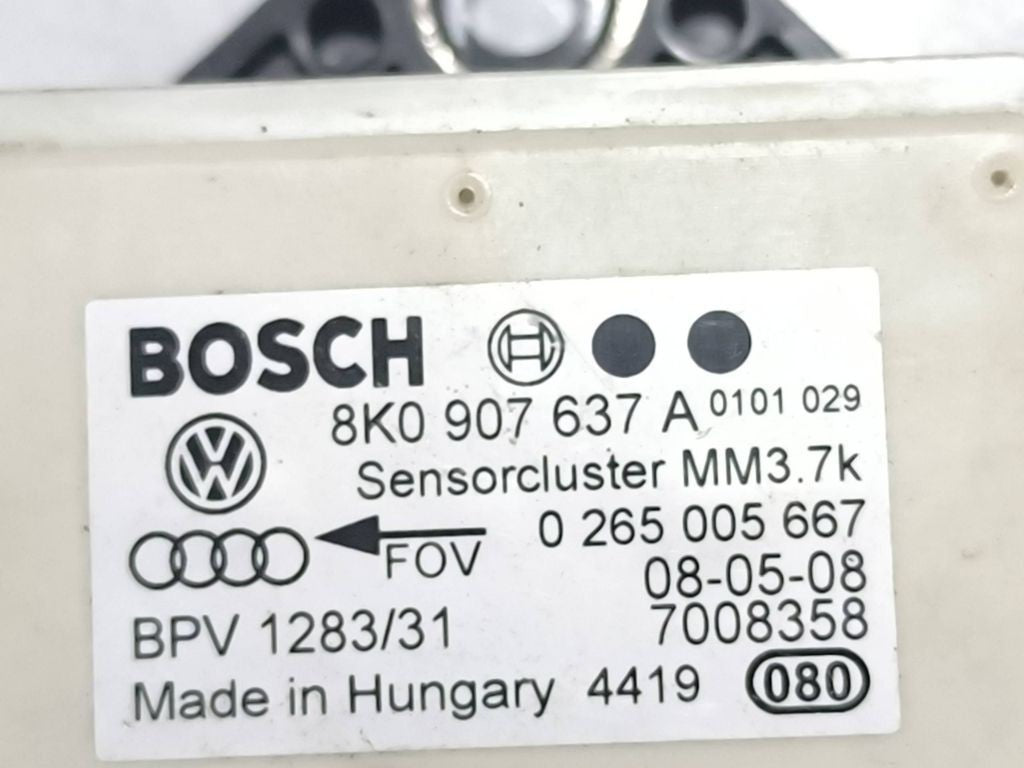 BOSCH
8K0 907 637 A 0101 029
Sensorcluster MM3.7k
0 265 005 667
FOV
08-05-08
BPV 1283/31 7008358
Made in Hungary 4419 080